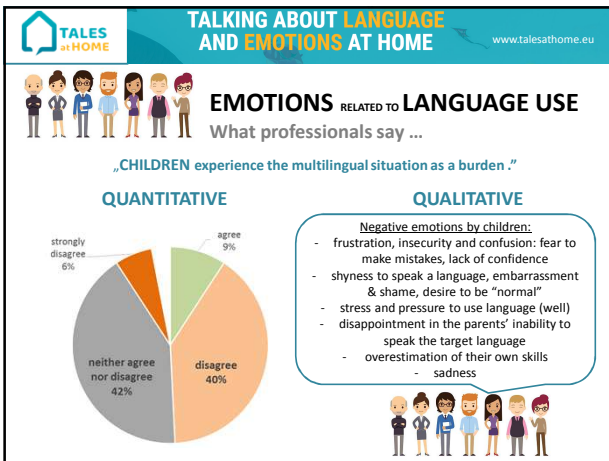 TALES
at HOME
TALKING ABOUT LANGUAGE
AND EMOTIONS AT HOME
www.talesathome.eu
EMOTIONS RELATED TO LANGUAGE USE
What professionals say ...
„CHILDREN experience the multilingual situation as a burden .”
QUANTITATIVE
strongly
disagree
6%
agree
9%
neither agree
nor disagree
42%
disagree
40%
QUALITATIVE
Negative emotions by children:
- frustration, insecurity and confusion: fear to
make mistakes, lack of confidence
- shyness to speak a language, embarrassment
& shame, desire to be “normal”
- stress and pressure to use language (well)
- disappointment in the parents’ inability to
speak the target language
- overestimation of their own skills
- sadness